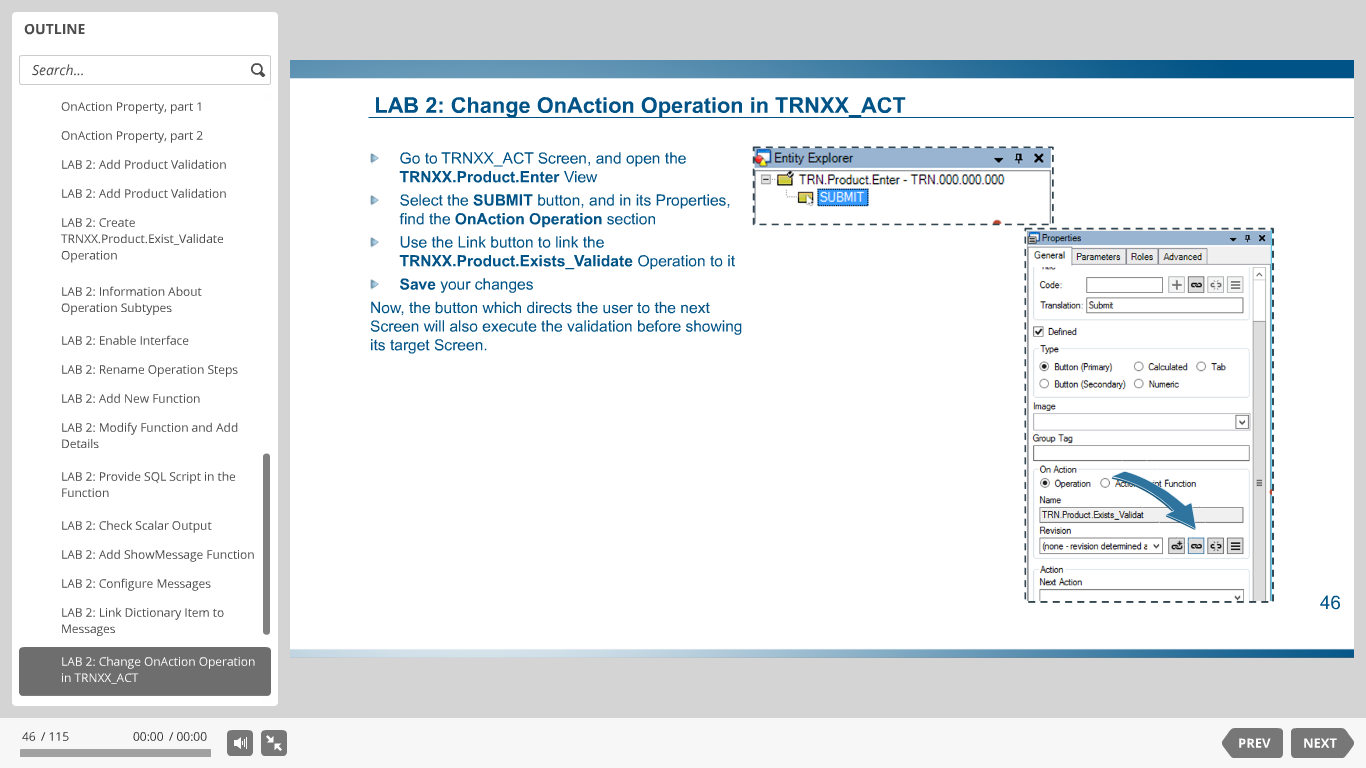 OUTLINE
Search...
OnAction Property, part 1
OnAction Property, part 2
LAB 2: Add Product Validation
LAB 2: Add Product Validation
LAB 2: Create
TRNXX.Product.Exist_Validate
Operation
LAB 2: Information About
Operation Subtypes
LAB 2: Enable Interface
LAB 2: Rename Operation Steps
LAB 2: Add New Function
LAB 2: Modify Function and Add
Details
LAB 2: Provide SQL Script in the
Function
LAB 2: Check Scalar Output
LAB 2: Add ShowMessage Function
LAB 2: Configure Messages
LAB 2: Link Dictionary Item to
Messages
LAB 2: Change OnAction Operation
in TRNXX_ACT
LAB 2: Change OnAction Operation in TRNXX_ACT
Go to TRNXX_ACT Screen, and open the
TRNXX.Product.Enter View
Select the SUBMIT button, and in its Properties,
find the OnAction Operation section
Use the Link button to link the
TRNXX.Product.Exists_Validate Operation to it
Save your changes
Now, the button which directs the user to the next
Screen will also execute the validation before showing
its target Screen.
Entity Explorer
TRN.Product.Enter - TRN.000.000.000
SUBMIT
Properties
General Parameters Roles Advanced
Code:
Translation: Submit
Defined
Type
Button (Primary) Calculated Tab
Button (Secondary) Numeric
Image
Group Tag
On Action
Operation Function
Name
TRN.Product.Exists_Validat
Revision
(none - revision determined a
Action
Next Action
46
46 / 115 00:00 / 00:00
PREV NEXT